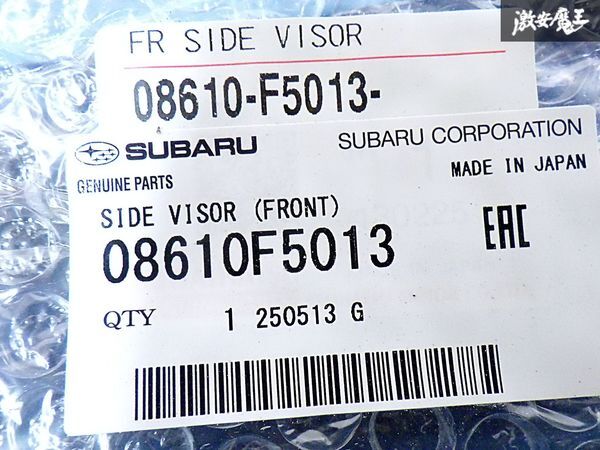 激安魔王
FR SIDE VISOR
08610-F5013-
SUBARU
SUBARU CORPORATION
GENUINE PARTS
MADE IN JAPAN
SIDE VISOR (FRONT)
08610F5013
EAC
QTY 1 250513 G